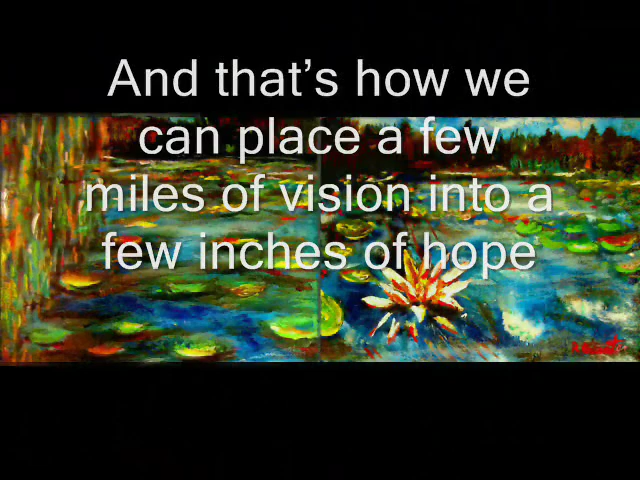 And that’s how we
can place a few
miles of vision into a
few inches of hope